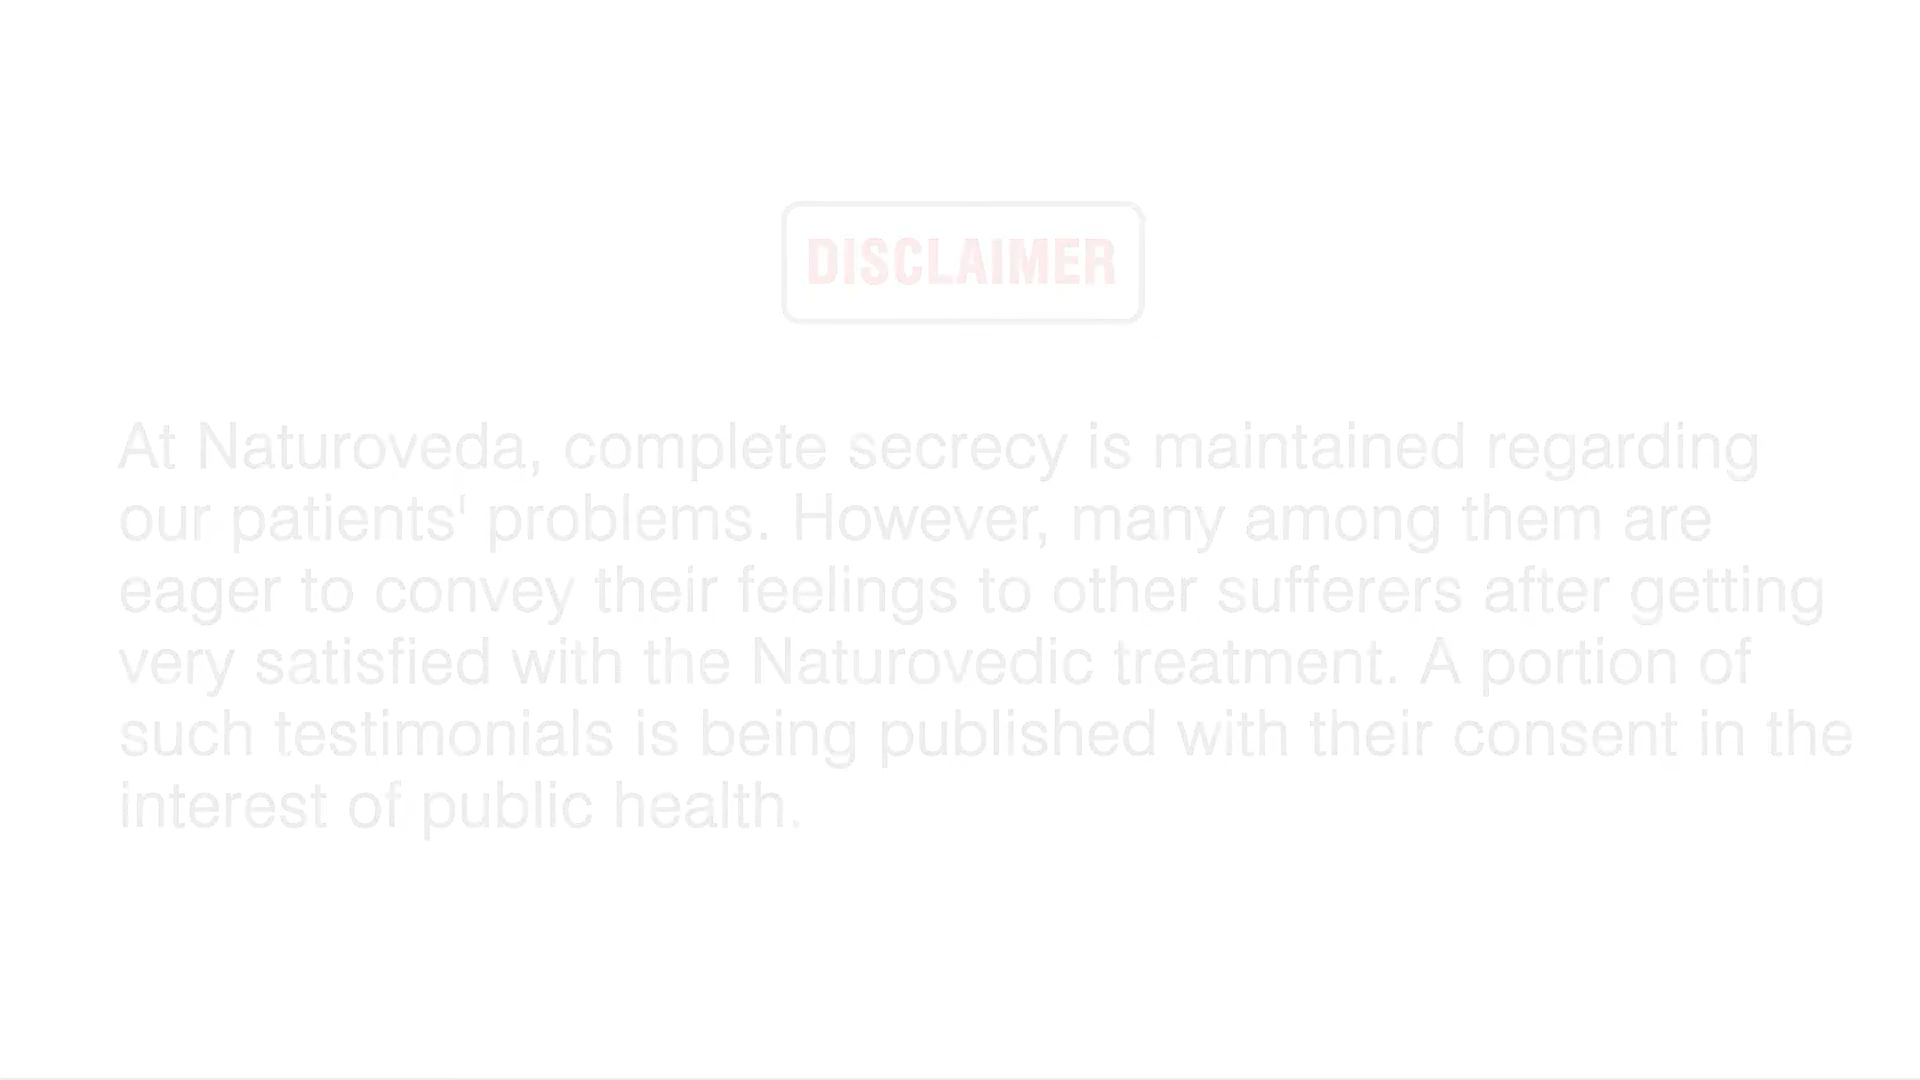 DISCLAIMER
At Naturoveda, complete secrecy is maintained regarding
our patients' problems. However, many among them are
eager to convey their feelings to other sufferers after getting
very satisfied with the Naturovedic treatment. A portion of
such testimonials is being published with their consent in the
interest of public health.